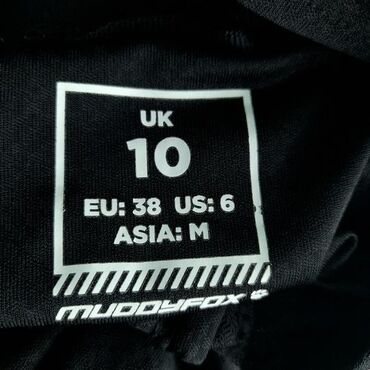 UK
10
EU: 38 US: 6
ASIA: M
MUDDYFOX